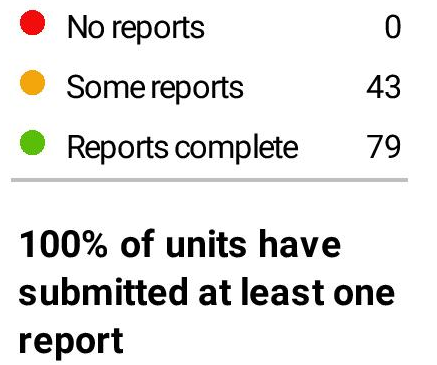 No reports 0
Some reports 43
Reports complete 79
100% of units have
submitted at least one
report